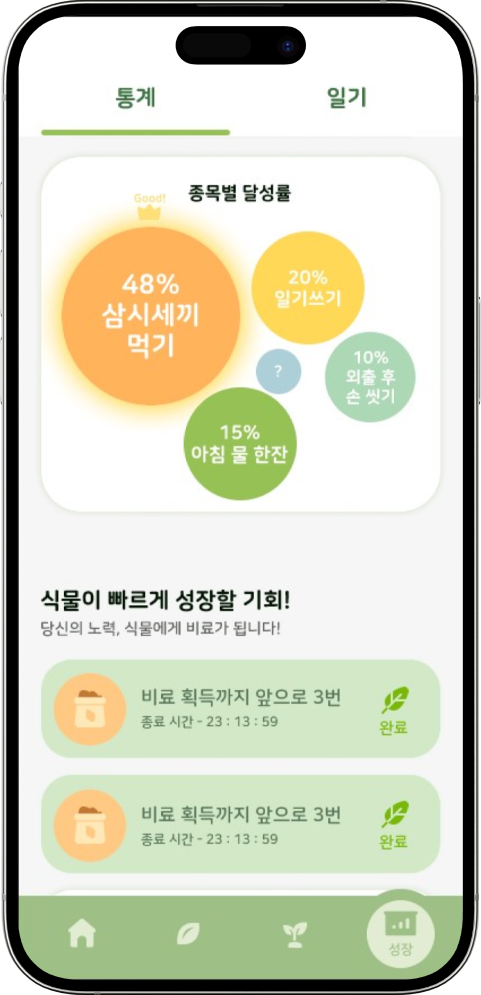 통계
일기
종목별 달성률
Good!
48%
삼시세끼
먹기
20%
일기쓰기
?
10%
외출 후
손 씻기
15%
아침 물 한잔
식물이 빠르게 성장할 기회!
당신의 노력, 식물에게 비료가 됩니다!
비료 획득까지 앞으로 3번
종료 시간 - 23 : 13 : 59
완료
비료 획득까지 앞으로 3번
종료 시간 - 23 : 13 : 59
완료
성장